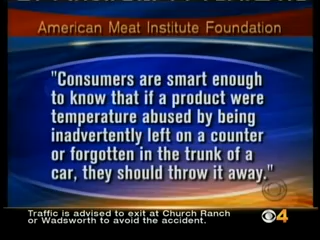 American Meat Institute Foundation
"Consumers are smart enough
to know that if a product were
temperature abused by being
inadvertently left on a counter
or forgotten in the trunk of a
car, they should throw it away."
Traffic is advised to exit at Church Ranch
or Wadsworth to avoid the accident.
4